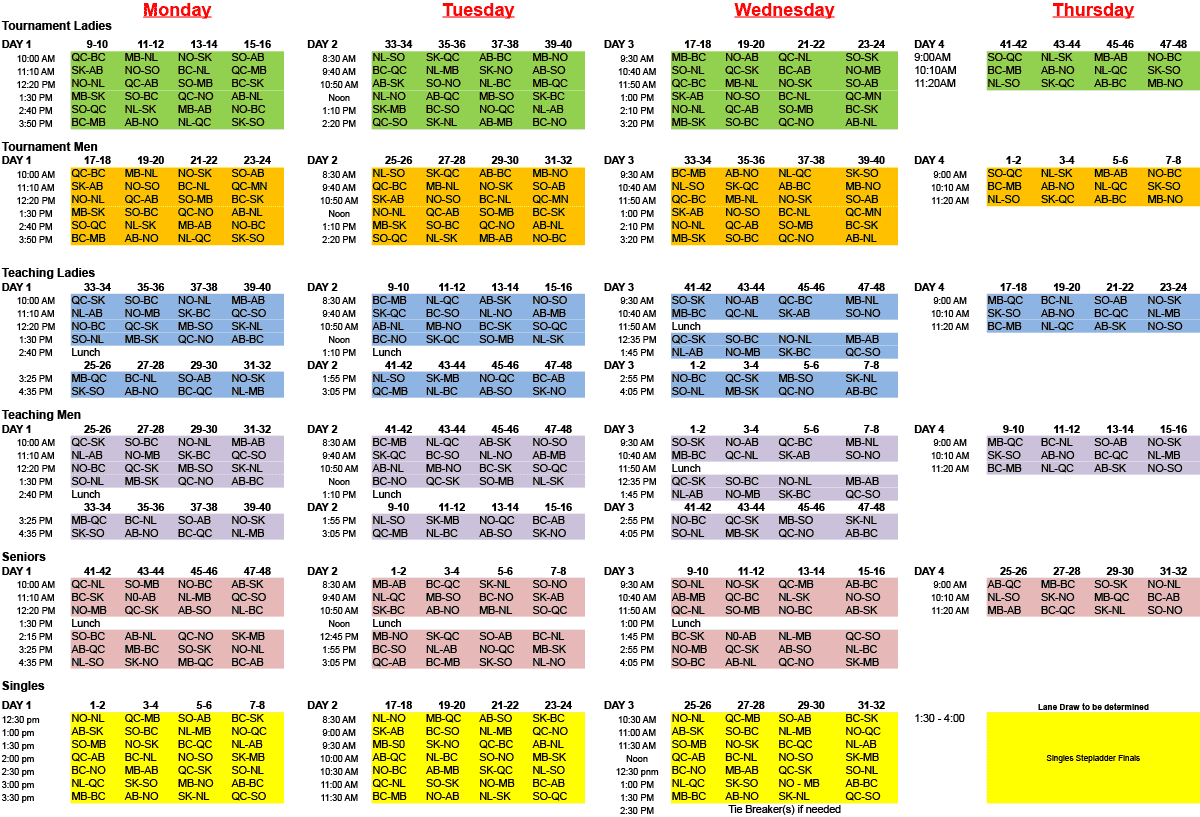 Monday Tuesday Wednesday Thursday
Tournament Ladies
DAY 1 9-10 11-12 13-14 15-16 DAY 2 33-34 35-36 37-38 39-40 DAY 3 17-18 19-20 21-22 23-24 DAY 4 41-42 43-44 45-46 47-48
10:00 AM QC-BC MB-NL NO-SK SO-AB 8:30 AM NL-SO SK-QC AB-BC MB-NO 9:30 AM MB-BC NO-AB QC-NL SK-SO 9:00AM SO-QC NL-SK MB-AB NO-BC
11:10 AM SK-AB NO-SO BC-NL QC-MB 9:40 AM BC-QC NL-MB SK-NO AB-SO 10:40 AM SO-NL QC-SK BC-AB NO-MB 10:10AM BC-MB AB-NO NL-QC SK-SO
12:20 PM NO-NL QC-AB SO-MB BC-SK 10:50 AM AB-SK SO-NO NL-BC MB-QC 11:50 AM QC-BC MB-NL NO-SK SO-AB 11:20AM NL-SO SK-QC AB-BC MB-NO
1:30 PM MB-SK SO-BC QC-NO AB-NL Noon NL-NO AB-QC MB-SO SK-BC 1:00 PM SK-AB NO-SO BC-NL QC-MN
2:40 PM SO-QC NL-SK MB-AB NO-BC 1:10 PM SK-MB BC-SO NO-QC NL-AB 2:10 PM NO-NL QC-AB SO-MB BC-SK
3:50 PM BC-MB AB-NO NL-QC SK-SO 2:20 PM QC-SO SK-NL AB-MB BC-NO 3:20 PM MB-SK SO-BC QC-NO AB-NL
Tournament Men
DAY 1 17-18 19-20 21-22 23-24 DAY 2 25-26 27-28 29-30 31-32 DAY 3 33-34 35-36 37-38 39-40 DAY 4 1-2 3-4 5-6 7-8
10:00 AM QC-BC MB-NL NO-SK SO-AB 8:30 AM NL-SO SK-QC AB-BC MB-NO 9:30 AM BC-MB AB-NO NL-QC SK-SO 9:00 AM SO-QC NL-SK MB-AB NO-BC
11:10 AM SK-AB NO-SO BC-NL QC-MN 9:40 AM QC-BC MB-NL NO-SK SO-AB 10:40 AM NL-SO SK-QC AB-BC MB-NO 10:10 AM BC-MB AB-NO NL-QC SK-SO
12:20 PM NO-NL QC-AB SO-MB BC-SK 10:50 AM SK-AB NO-SO BC-NL QC-MN 11:50 AM QC-BC MB-NL NO-SK SO-AB 11:20 AM NL-SO SK-QC AB-BC MB-NO
1:30 PM MB-SK SO-BC QC-NO AB-NL Noon NO-NL QC-AB SO-MB BC-SK 1:00 PM SK-AB NO-SO BC-NL QC-MN
2:40 PM SO-QC NL-SK MB-AB NO-BC 1:10 PM MB-SK SO-BC QC-NO AB-NL 2:10 PM NO-NL QC-AB SO-MB BC-SK
3:50 PM BC-MB AB-NO NL-QC SK-SO 2:20 PM SO-QC NL-SK MB-AB NO-BC 3:20 PM MB-SK SO-BC QC-NO AB-NL
Teaching Ladies
DAY 1 33-34 35-36 37-38 39-40 DAY 2 9-10 11-12 13-14 15-16 DAY 3 41-42 43-44 45-46 47-48 DAY 4 17-18 19-20 21-22 23-24
10:00 AM QC-SK SO-BC NO-NL MB-AB 8:30 AM BC-MB NL-QC AB-SK NO-SO 9:30 AM SO-SK NO-AB QC-BC MB-NL 9:00 AM MB-QC BC-NL SO-AB NO-SK
11:10 AM NL-AB NO-MB SK-BC QC-SO 9:40 AM SK-QC BC-SO NL-NO AB-MB 10:40 AM MB-BC QC-NL SK-AB SO-NO 10:10 AM SK-SO AB-NO BC-QC NL-MB
12:20 PM NO-BC QC-SK MB-SO SK-NL 10:50 AM AB-NL MB-NO BC-SK SO-QC 11:50 AM Lunch 11:20 AM BC-MB NL-QC AB-SK NO-SO
1:30 PM SO-NL MB-SK QC-NO AB-BC Noon BC-NO QC-SK SO-MB NL-SK 12:35 PM QC-SK SO-BC NO-NL MB-AB
2:40 PM Lunch 1:10 PM Lunch 1:45 PM NL-AB NO-MB SK-BC QC-SO
25-26 27-28 29-30 31-32 DAY 2 41-42 43-44 45-46 47-48 DAY 3 1-2 3-4 5-6 7-8
3:25 PM MB-QC BC-NL SO-AB NO-SK 1:55 PM NL-SO SK-MB NO-QC BC-AB 2:55 PM NO-BC QC-SK MB-SO SK-NL
4:35 PM SK-SO AB-NO BC-QC NL-MB 3:05 PM QC-MB NL-BC AB-SO SK-NO 4:05 PM SO-NL MB-SK QC-NO AB-BC
Teaching Men
DAY 1 25-26 27-28 29-30 31-32 DAY 2 41-42 43-44 45-46 47-48 DAY 3 1-2 3-4 5-6 7-8 DAY 4 9-10 11-12 13-14 15-16
10:00 AM QC-SK SO-BC NO-NL MB-AB 8:30 AM BC-MB NL-QC AB-SK NO-SO 9:30 AM SO-SK NO-AB QC-BC MB-NL 9:00 AM MB-QC BC-NL SO-AB NO-SK
11:10 AM NL-AB NO-MB SK-BC QC-SO 9:40 AM SK-QC BC-SO NL-NO AB-MB 10:40 AM MB-BC QC-NL SK-AB SO-NO 10:10 AM SK-SO AB-NO BC-QC NL-MB
12:20 PM NO-BC QC-SK MB-SO SK-NL 10:50 AM AB-NL MB-NO BC-SK SO-QC 11:50 AM Lunch 11:20 AM BC-MB NL-QC AB-SK NO-SO
1:30 PM SO-NL MB-SK QC-NO AB-BC Noon BC-NO QC-SK SO-MB NL-SK 12:35 PM QC-SK SO-BC NO-NL MB-AB
2:40 PM Lunch 1:10 PM Lunch 1:45 PM NL-AB NO-MB SK-BC QC-SO
33-34 35-36 37-38 39-40 DAY 2 9-10 11-12 13-14 15-16 DAY 3 41-42 43-44 45-46 47-48
3:25 PM MB-QC BC-NL SO-AB NO-SK 1:55 PM NL-SO SK-MB NO-QC BC-AB 2:55 PM NO-BC QC-SK MB-SO SK-NL
4:35 PM SK-SO AB-NO BC-QC NL-MB 3:05 PM QC-MB NL-BC AB-SO SK-NO 4:05 PM SO-NL MB-SK QC-NO AB-BC
Seniors
DAY 1 41-42 43-44 45-46 47-48 DAY 2 1-2 3-4 5-6 7-8 DAY 3 9-10 11-12 13-14 15-16 DAY 4 25-26 27-28 29-30 31-32
10:00 AM QC-NL SO-MB NO-BC AB-SK 8:30 AM MB-AB BC-QC SK-NL SO-NO 9:30 AM SO-NL NO-SK QC-MB AB-BC 9:00 AM AB-QC MB-BC SO-SK NO-NL
11:10 AM BC-SK N0-AB NL-MB QC-SO 9:40 AM NL-QC MB-SO BC-NO SK-AB 10:40 AM AB-MB QC-BC NL-SK NO-SO 10:10 AM NL-SO SK-NO MB-QC BC-AB
12:20 PM NO-MB QC-SK AB-SO NL-BC 10:50 AM SK-BC AB-NO MB-NL SO-QC 11:50 AM QC-NL SO-MB NO-BC AB-SK 11:20 AM MB-AB BC-QC SK-NL SO-NO
1:30 PM Lunch Noon Lunch 1:00 PM Lunch
2:15 PM SO-BC AB-NL QC-NO SK-MB 12:45 PM MB-NO SK-QC SO-AB BC-NL 1:45 PM BC-SK N0-AB NL-MB QC-SO
3:25 PM AB-QC MB-BC SO-SK NO-NL 1:55 PM BC-SO NL-AB NO-QC MB-SK 2:55 PM NO-MB QC-SK AB-SO NL-BC
4:35 PM NL-SO SK-NO MB-QC BC-AB 3:05 PM QC-AB BC-MB SK-SO NL-NO 4:05 PM SO-BC AB-NL QC-NO SK-MB
Singles
DAY 1 1-2 3-4 5-6 7-8 DAY 2 17-18 19-20 21-22 23-24 DAY 3 25-26 27-28 29-30 31-32 Lane Draw to be determined
12:30 pm NO-NL QC-MB SO-AB BC-SK 8:30 AM NL-NO MB-QC AB-SO SK-BC 10:30 AM NO-NL QC-MB SO-AB BC-SK 1:30 - 4:00
1:00 pm AB-SK SO-BC NL-MB NO-QC 9:00 AM SK-AB BC-SO NL-MB QC-NO 11:00 AM AB-SK SO-BC NL-MB NO-QC
1:30 pm SO-MB NO-SK BC-QC NL-AB 9:30 AM MB-S0 SK-NO QC-BC AB-NL 11:30 AM SO-MB NO-SK BC-QC NL-AB
2:00 pm QC-AB BC-NL NO-SO SK-MB 10:00 AM AB-QC NL-BC SO-NO MB-SK Noon QC-AB BC-NL NO-SO SK-MB Singles Stepladder Finals
2:30 pm BC-NO MB-AB QC-SK SO-NL 10:30 AM NO-BC AB-MB SK-QC NL-SO 12:30 pnm BC-NO MB-AB QC-SK SO-NL
3:00 pm NL-QC SK-SO MB-NO AB-BC 11:00 AM QC-NL SO-SK NO-MB BC-AB 1:00 PM NL-QC SK-SO NO - MB AB-BC
3:30 pm MB-BC AB-NO SK-NL QC-SO 11:30 AM BC-MB NO-AB NL-SK SO-QC 1:30 PM MB-BC AB-NO SK-NL QC-SO
2:30 PM Tie Breaker(s) if needed